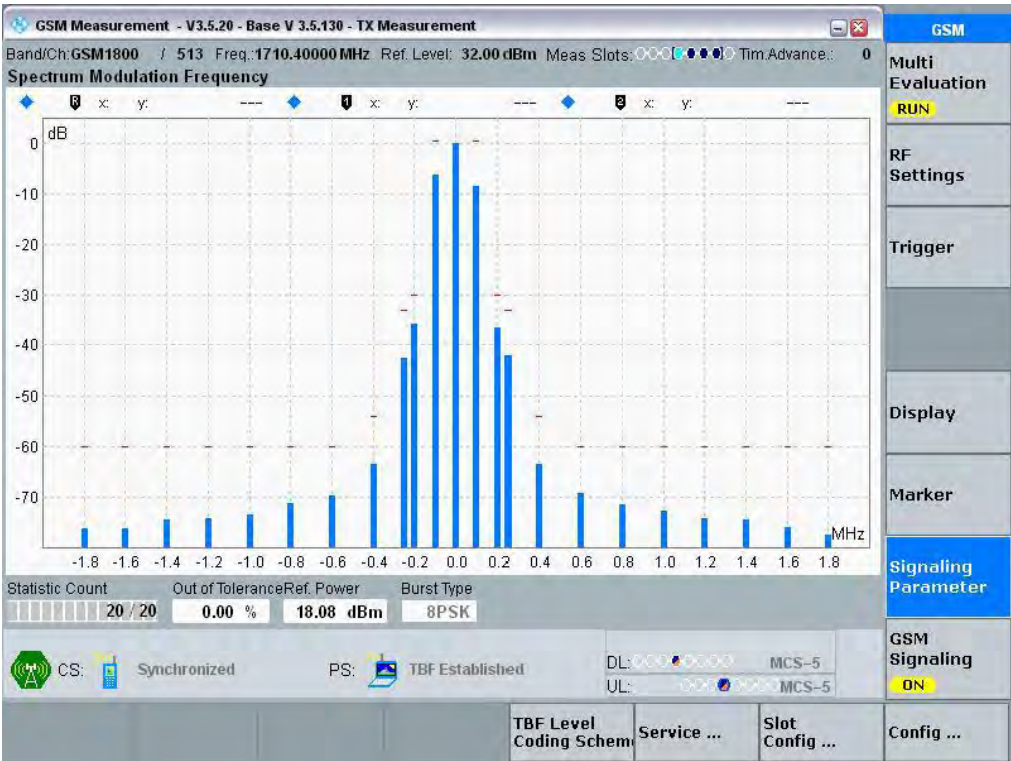 GSM Measurement - V3.5.20 - Base V 3.5.130 - TX Measurement
GSM
Band/Ch:GSM1800 / 513 Freq.:1710.40000 MHz Ref. Level: 32.00 dBm Meas Slots: Tim.Advance.: 0
Spectrum Modulation Frequency
R x: y: --- 1 x: y: --- 2 x: y: ---
dB
0
-10
-20
-30
-40
-50
-60
-70
MHz
-1.8 -1.6 -1.4 -1.2 -1.0 -0.8 -0.6 -0.4 -0.2 0.0 0.2 0.4 0.6 0.8 1.0 1.2 1.4 1.6 1.8
Statistic Count Out of Tolerance Ref. Power Burst Type
20 / 20 0.00 % 18.08 dBm 8PSK
CS: Synchronized PS: TBF Established
DL: MCS-5
UL: MCS-5
Multi
Evaluation
RUN
RF
Settings
Trigger
Display
Marker
Signaling
Parameter
GSM
Signaling
ON
TBF Level
Coding Schem
Service ...
Slot
Config ...
Config ...